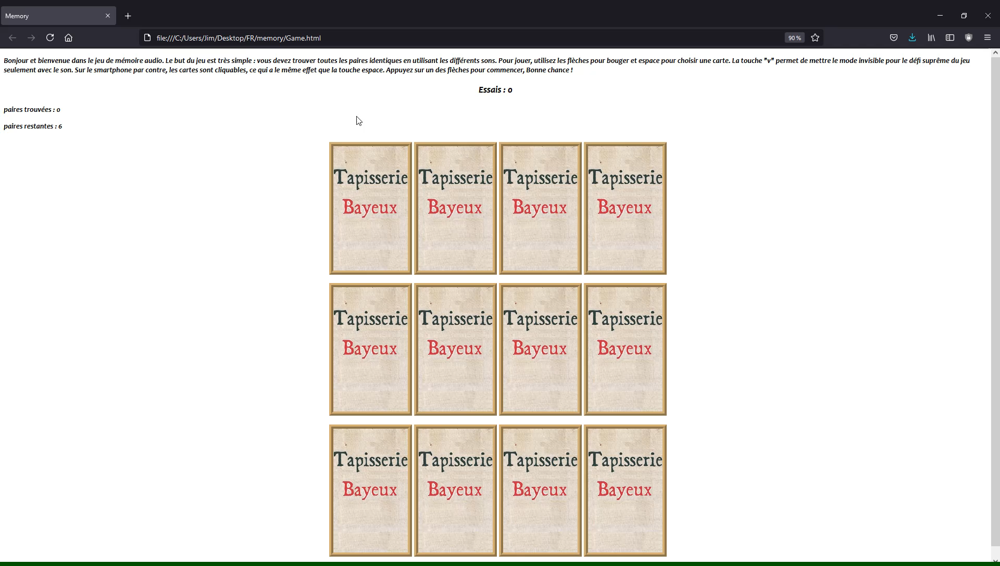 Memory
file:///C:/Users/Jim/Desktop/FR/memory/Game.html
90 %
Bonjour et bienvenue dans le jeu de mémoire audio. Le but du jeu est très simple : vous devez trouver toutes les paires identiques en utilisant les différents sons. Pour jouer, utilisez les flèches pour bouger et espace pour choisir une carte. La touche "v" permet de mettre le mode invisible pour le défi suprême du jeu
seulement avec le son. Sur le smartphone par contre, les cartes sont cliquables, ce qui a le même effet que la touche espace. Appuyez sur un des flèches pour commencer, Bonne chance !
Essais : 0
paires trouvées : 0
paires restantes : 6
Tapisserie Tapisserie Tapisserie Tapisserie
Bayeux Bayeux Bayeux Bayeux
Tapisserie Tapisserie Tapisserie Tapisserie
Bayeux Bayeux Bayeux Bayeux
Tapisserie Tapisserie Tapisserie Tapisserie
Bayeux Bayeux Bayeux Bayeux